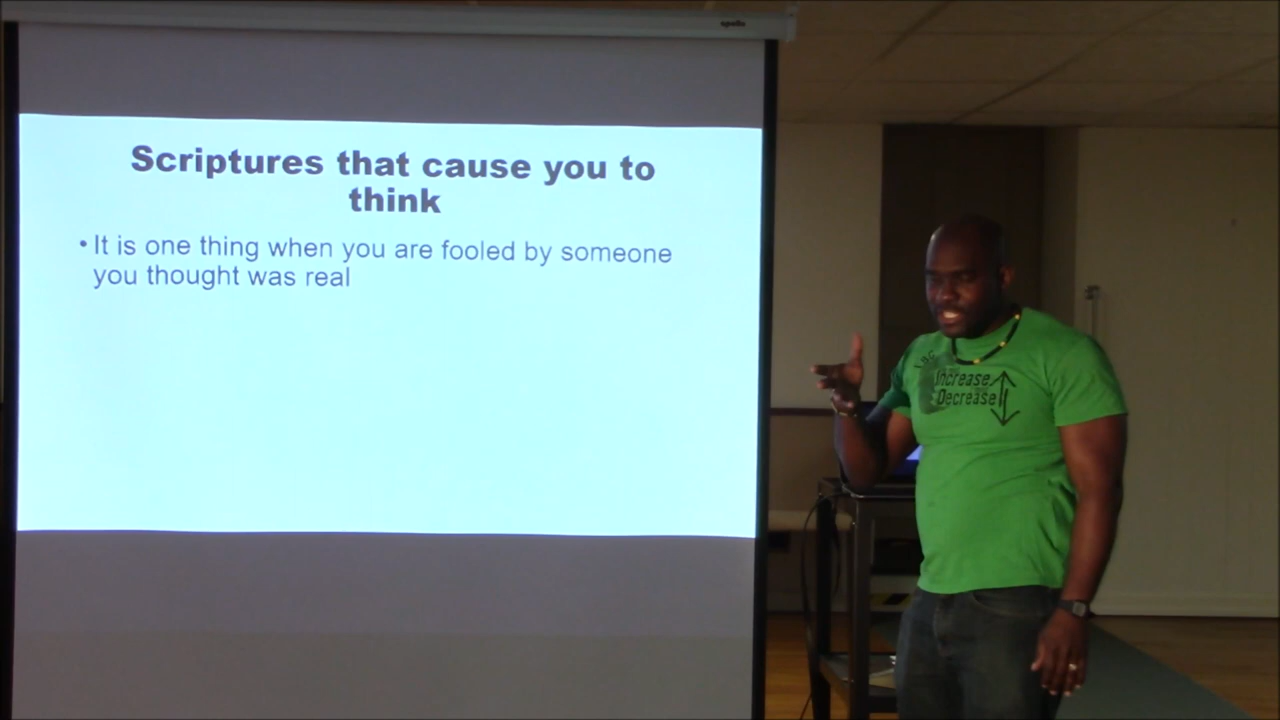 Scriptures that cause you to
think
• It is one thing when you are fooled by someone
you thought was real
Increase
Decrease